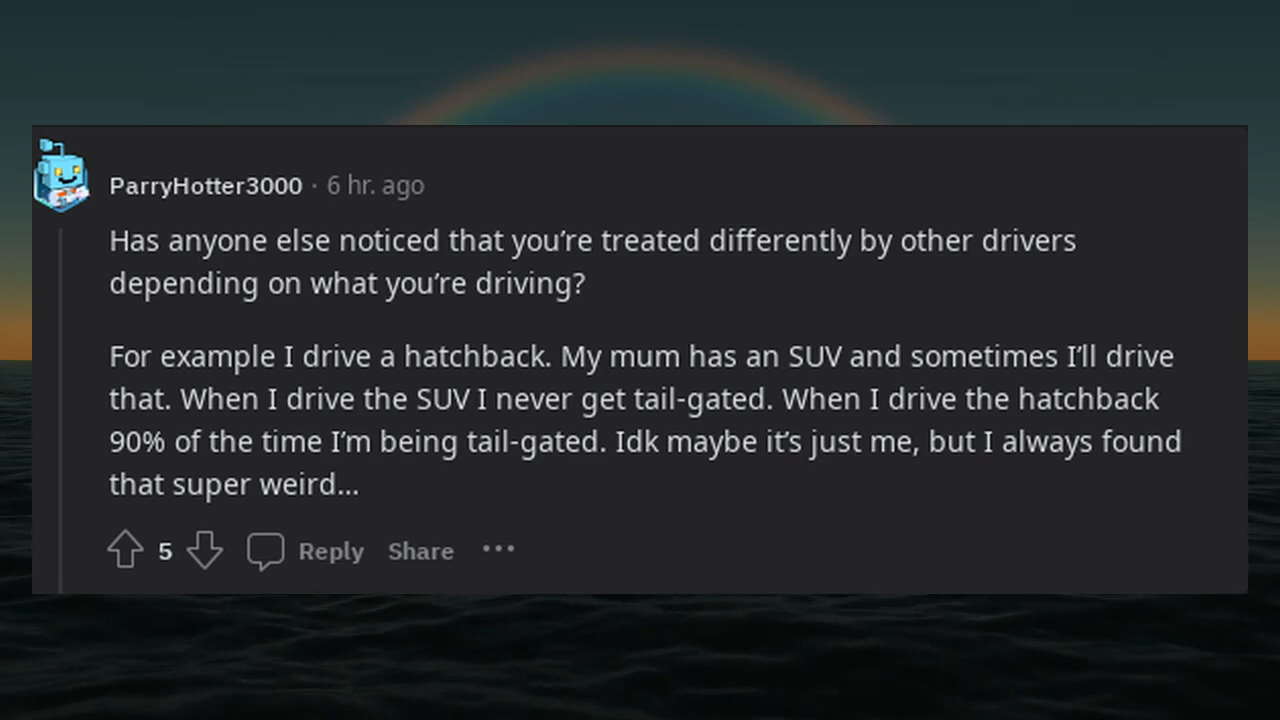 ParryHotter3000 · 6 hr. ago
Has anyone else noticed that you’re treated differently by other drivers
depending on what you’re driving?
For example I drive a hatchback. My mum has an SUV and sometimes I’ll drive
that. When I drive the SUV I never get tail-gated. When I drive the hatchback
90% of the time I’m being tail-gated. Idk maybe it’s just me, but I always found
that super weird...
5 Reply Share •••